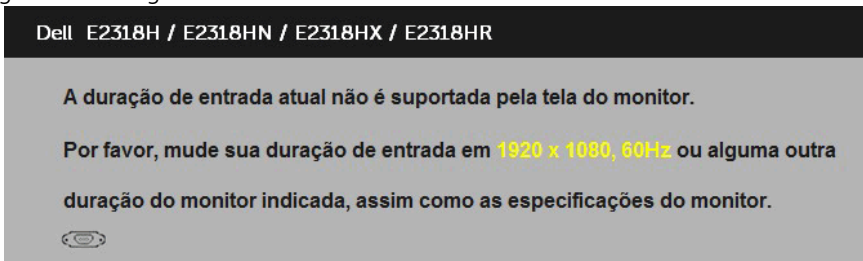 Dell E2318H / E2318HN / E2318HX / E2318HR
A duração de entrada atual não é suportada pela tela do monitor.
Por favor, mude sua duração de entrada em 1920 x 1080, 60Hz ou alguma outra
duração do monitor indicada, assim como as especificações do monitor.